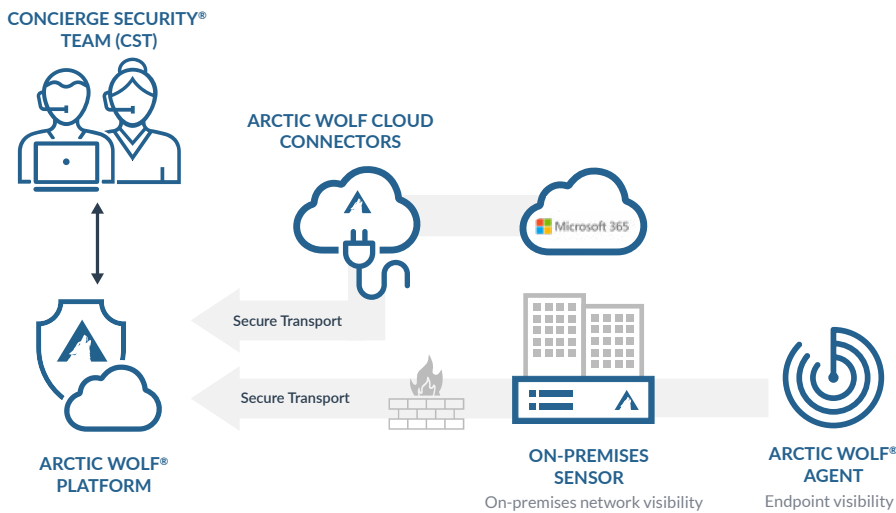 CONCIERGE SECURITY®
TEAM (CST)
ARCTIC WOLF CLOUD
CONNECTORS
Microsoft 365
Secure Transport
Secure Transport
ARCTIC WOLF®
PLATFORM
ON-PREMISES
SENSOR
On-premises network visibility
ARCTIC WOLF®
AGENT
Endpoint visibility